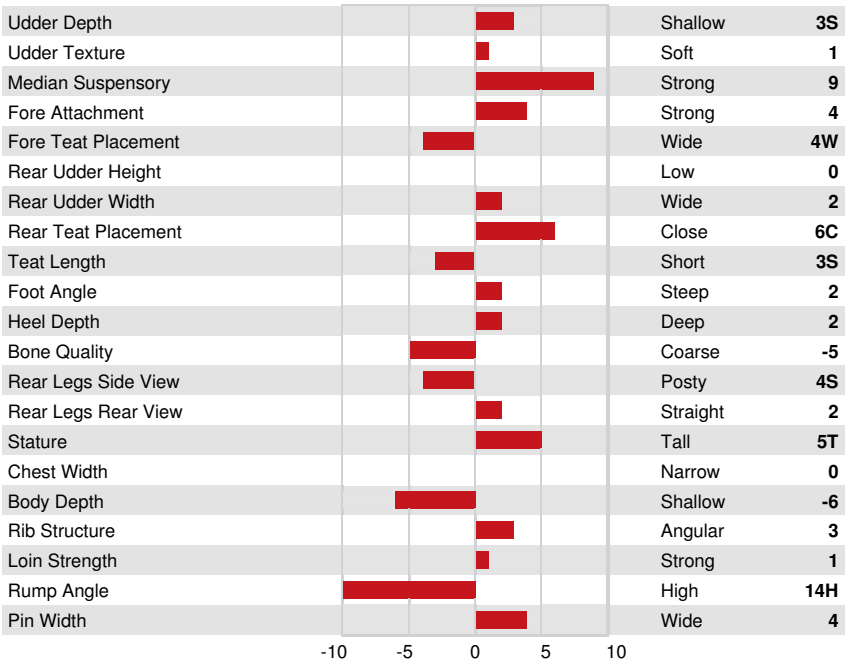 Udder Depth Shallow 3S
Udder Texture Soft 1
Median Suspensory Strong 9
Fore Attachment Strong 4
Fore Teat Placement Wide 4W
Rear Udder Height Low 0
Rear Udder Width Wide 2
Rear Teat Placement Close 6C
Teat Length Short 3S
Foot Angle Steep 2
Heel Depth Deep 2
Bone Quality Coarse -5
Rear Legs Side View Posty 4S
Rear Legs Rear View Straight 2
Stature Tall 5T
Chest Width Narrow 0
Body Depth Shallow -6
Rib Structure Angular 3
Loin Strength Strong 1
Rump Angle High 14H
Pin Width Wide 4
-10 -5 0 5 10